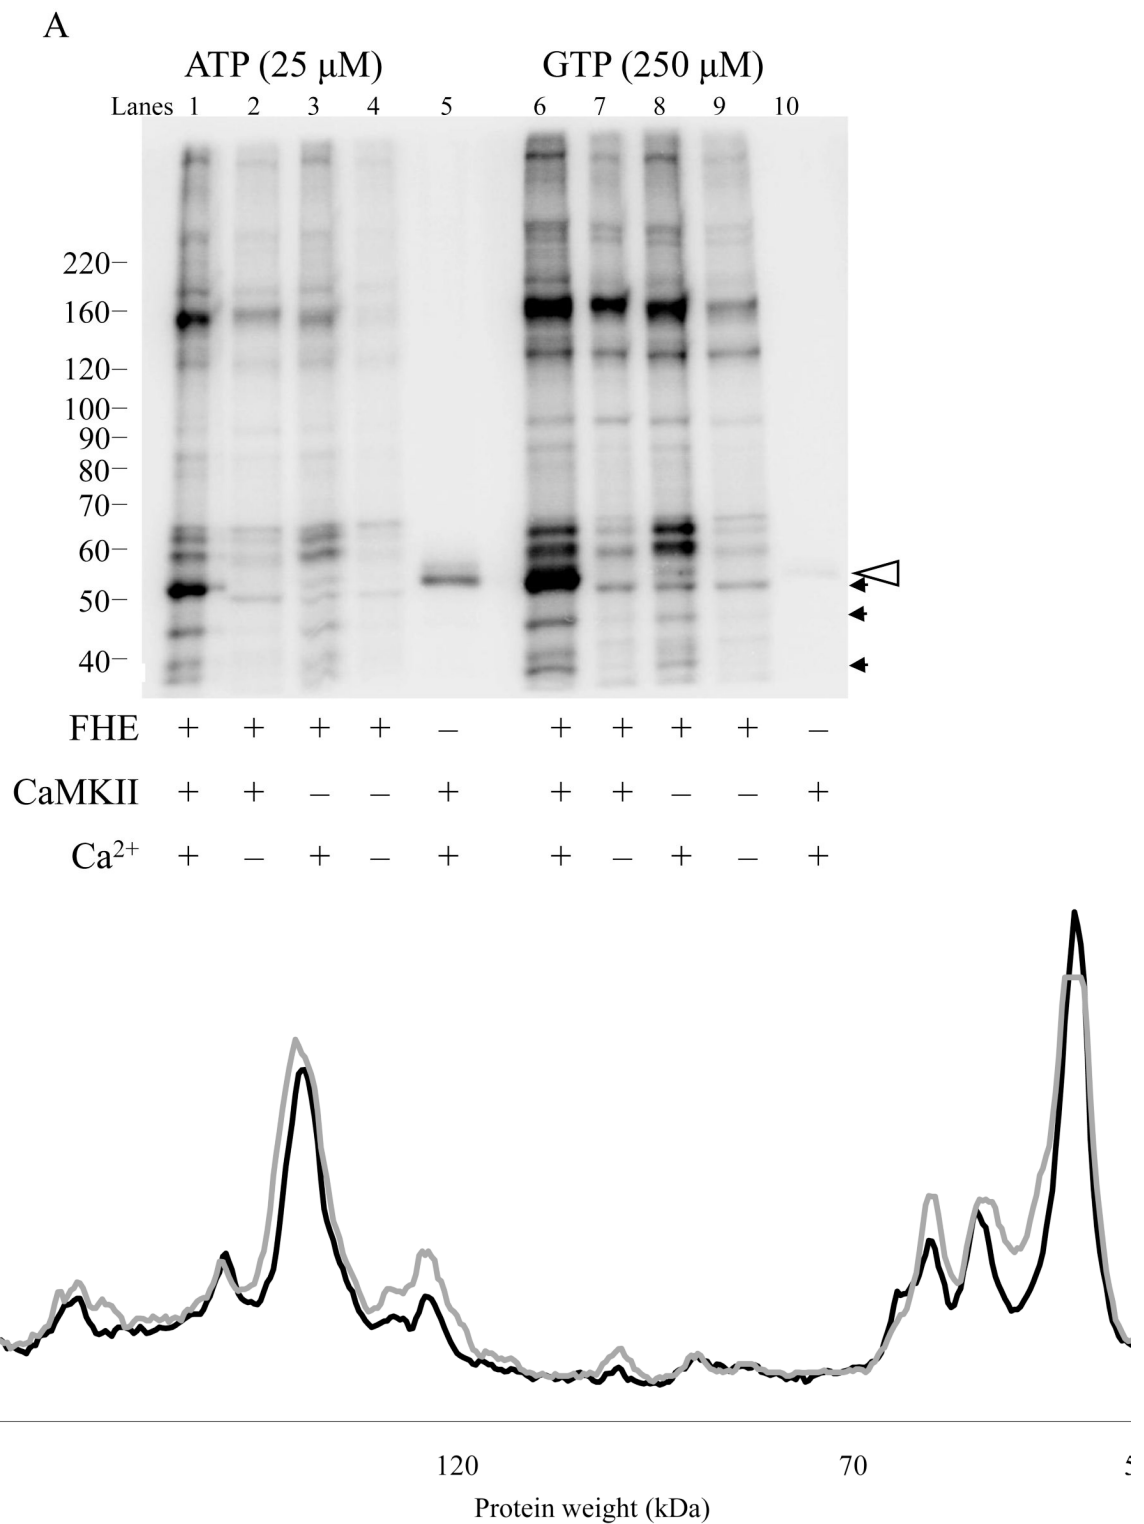 A
ATP (25 μM) GTP (250 μM)
Lanes 1 2 3 4 5 6 7 8 9 10
220
160
120
100
90
80
70
60
50
40
FHE + + + + – + + + + –
CaMKII + + – – + + + – – +
Ca²⁺ + – + – + + – + – +
120 70 5
Protein weight (kDa)